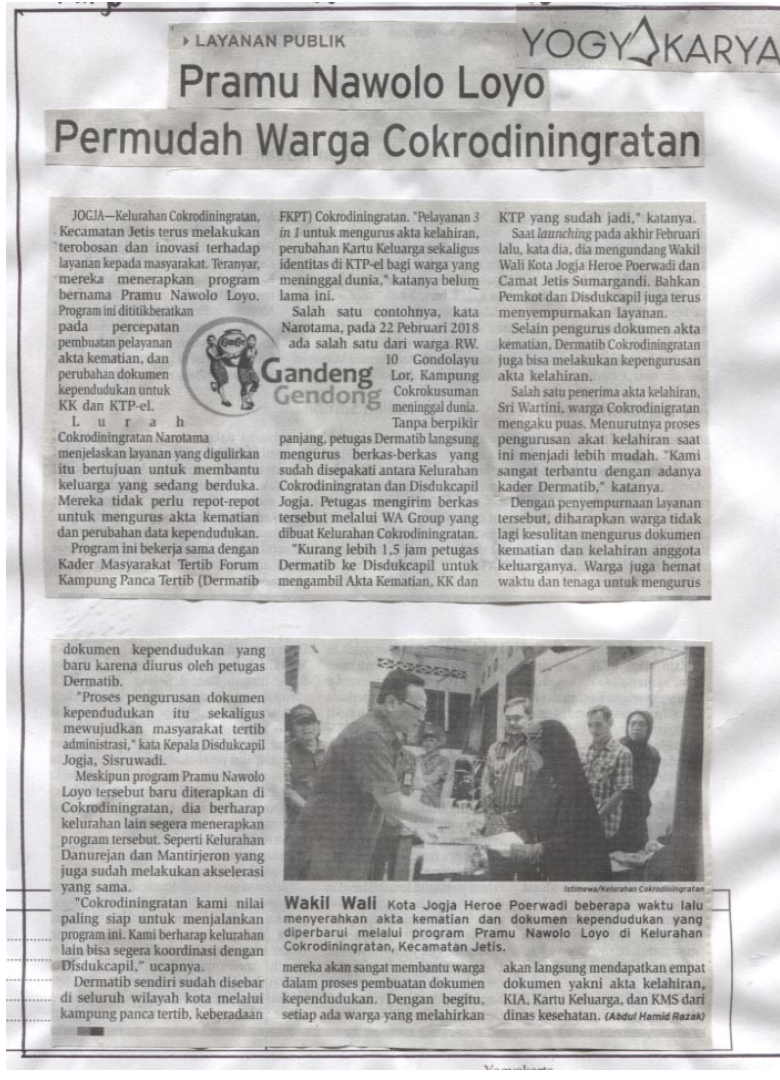 LAYANAN PUBLIK
YOGYAKARYA
Pramu Nawolo Loyo
Permudah Warga Cokrodiningratan
JOGJA—Kelurahan Cokrodiningratan,
Kecamatan Jetis terus melakukan
terobosan dan inovasi terhadap
layanan kepada masyarakat. Teranyar,
mereka menerapkan program
bernama Pramu Nawolo Loyo.
Program ini dititikberatkan
pada percepatan
pembuatan pelayanan
akta kematian, dan
perubahan dokumen
kependudukan untuk
KK dan KTP-el.
L u r a h
Cokrodiningratan Narotama
menjelaskan layanan yang digulirkan
itu bertujuan untuk membantu
keluarga yang sedang berduka.
Mereka tidak perlu repot-repot
untuk mengurus akta kematian
dan perubahan data kependudukan.
Program ini bekerja sama dengan
Kader Masyarakat Tertib Forum
Kampung Panca Tertib (Dermatib
Gandeng
Gendong
FKPT) Cokrodiningratan. "Pelayanan 3
in 1 untuk mengurus akta kelahiran,
perubahan Kartu Keluarga sekaligus
identitas di KTP-el bagi warga yang
meninggal dunia," katanya belum
lama ini.
Salah satu contohnya, kata
Narotama, pada 22 Pebruari 2018
ada salah satu dari warga RW.
10 Gondolayu
Lor, Kampung
Cokrokusuman
meninggal dunia.
Tanpa berpikir
panjang, petugas Dermatib langsung
mengurus berkas-berkas yang
sudah disepakati antara Kelurahan
Cokrodiningratan dan Disdukcapil
Jogja. Petugas mengirim berkas
tersebut melalui WA Group yang
dibuat Kelurahan Cokrodiningratan.
"Kurang lebih 1,5 jam petugas
Dermatib ke Disdukcapil untuk
mengambil Akta Kematian, KK dan
KTP yang sudah jadi," katanya.
Saat launching pada akhir Februari
lalu, kata dia, dia mengundang Wakil
Wali Kota Jogja Heroe Poerwadi dan
Camat Jetis Sumargandi. Bahkan
Pemkot dan Disdukcapil juga terus
menyempurnakan layanan.
Selain pengurus dokumen akta
kematian, Dermatib Cokrodiningratan
juga bisa melakukan kepengurusan
akta kelahiran.
Salah satu penerima akta kelahiran,
Sri Wartini, warga Cokrodinigratan
mengaku puas. Menurutnya proses
pengurusan akat kelahiran saat
ini menjadi lebih mudah. "Kami
sangat terbantu dengan adanya
kader Dermatib," katanya.
Dengan penyempurnaan layanan
tersebut, diharapkan warga tidak
lagi kesulitan mengurus dokumen
kematian dan kelahiran anggota
keluarganya. Warga juga hemat
waktu dan tenaga untuk mengurus
dokumen kependudukan yang
baru karena diurus oleh petugas
Dermatib.
"Proses pengurusan dokumen
kependudukan itu sekaligus
mewujudkan masyarakat tertib
administrasi," kata Kepala Disdukcapil
Jogja, Sisruwadi.
Meskipun program Pramu Nawolo
Loyo tersebut baru diterapkan di
Cokrodiningratan, dia berharap
kelurahan lain segera menerapkan
program tersebut. Seperti Kelurahan
Danurejan dan Mantirjeron yang
juga sudah melakukan akselerasi
yang sama.
"Cokrodiningratan kami nilai
paling siap untuk menjalankan
program ini. Kami berharap kelurahan
lain bisa segera koordinasi dengan
Disdukcapil," ucapnya.
Dermatib sendiri sudah disebar
di seluruh wilayah kota melalui
kampung panca tertib, keberadaan
Istimewa/Kelurahan Cokrodiningratan
Wakil Wali Kota Jogja Heroe Poerwadi beberapa waktu lalu
menyerahkan akta kematian dan dokumen kependudukan yang
diperbarui melalui program Pramu Nawolo Loyo di Kelurahan
Cokrodiningratan, Kecamatan Jetis.
mereka akan sangat membantu warga
dalam proses pembuatan dokumen
kependudukan. Dengan begitu,
setiap ada warga yang melahirkan
akan langsung mendapatkan empat
dokumen yakni akta kelahiran,
KIA, Kartu Keluarga, dan KMS dari
dinas kesehatan. (Abdul Hamid Razak)